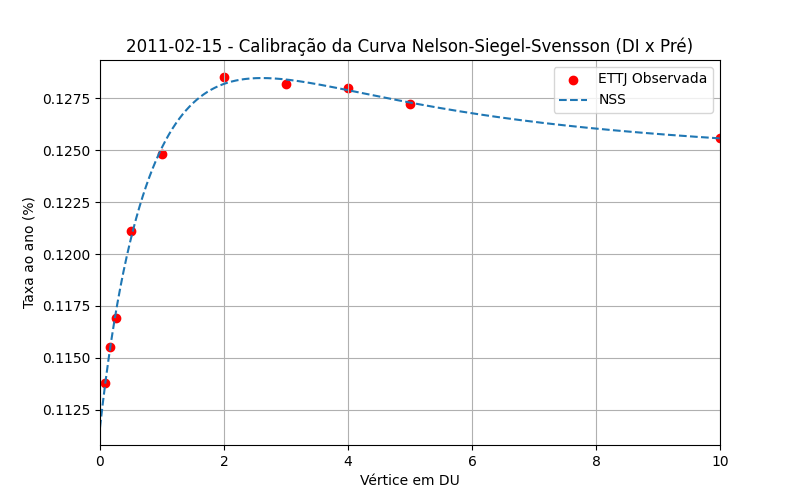 2011-02-15 - Calibração da Curva Nelson-Siegel-Svensson (DI x Pré)
ETTJ Observada
NSS
Taxa ao ano (%)
0.1275
0.1250
0.1225
0.1200
0.1175
0.1150
0.1125
0 2 4 6 8 10
Vértice em DU